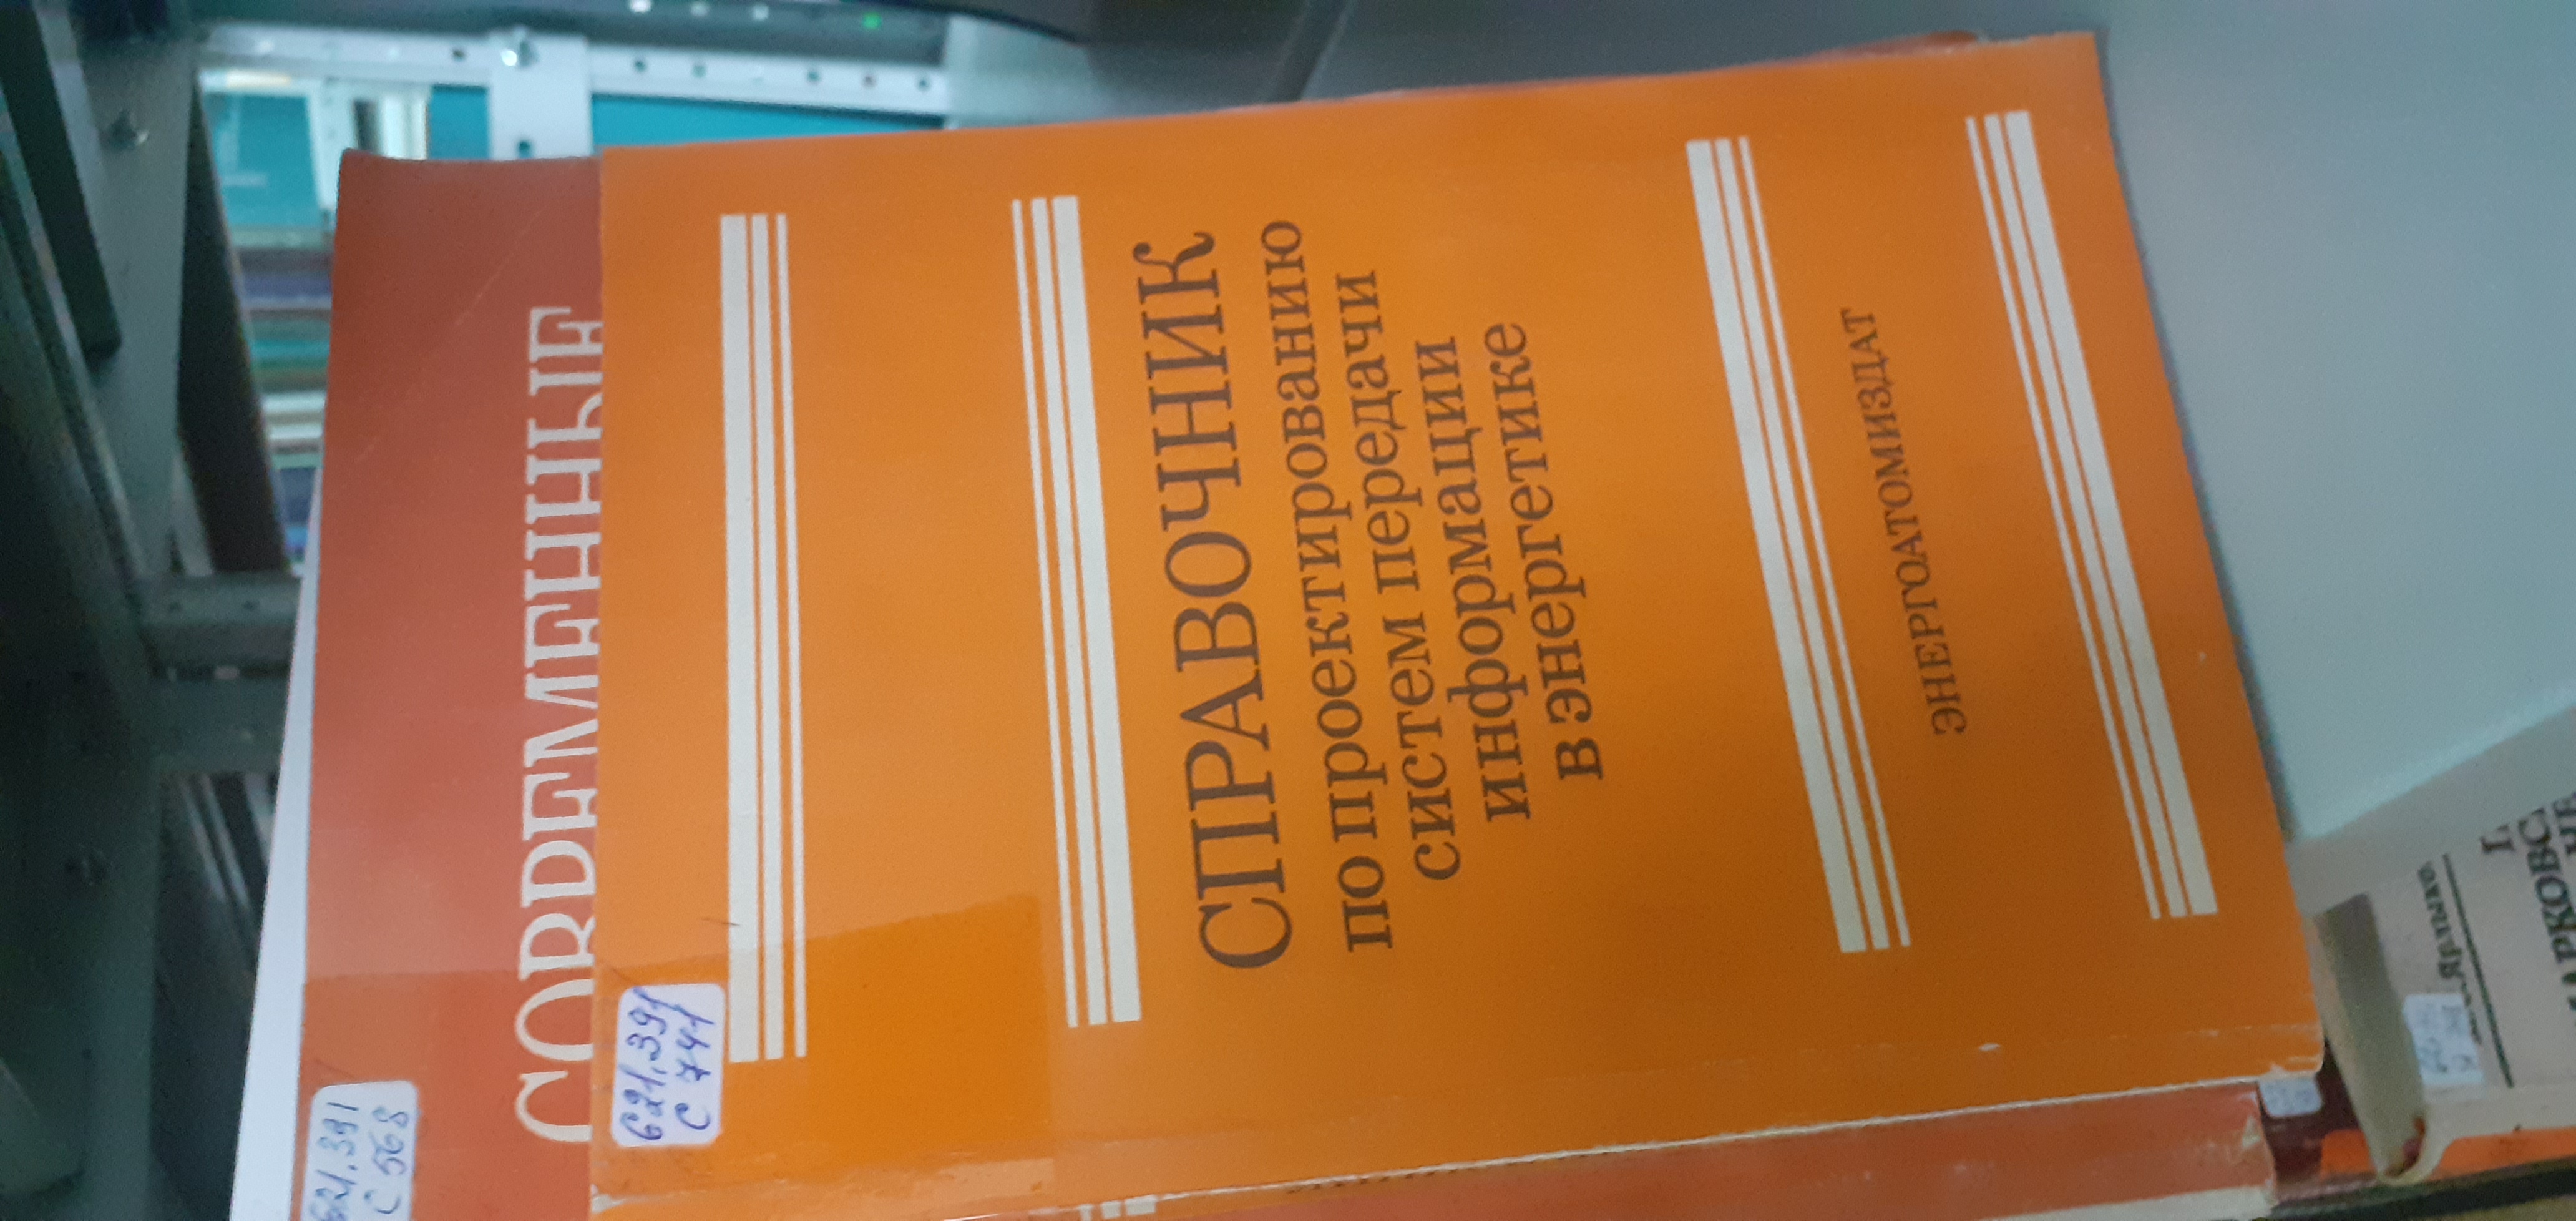 СПРАВОЧНИК
по проектированию
систем передачи
информации
в энергетике
ЭНЕРГОАТОМИЗДАТ
621.391
С 741
СОВРЕМЕННЫЕ
621.391
С 568